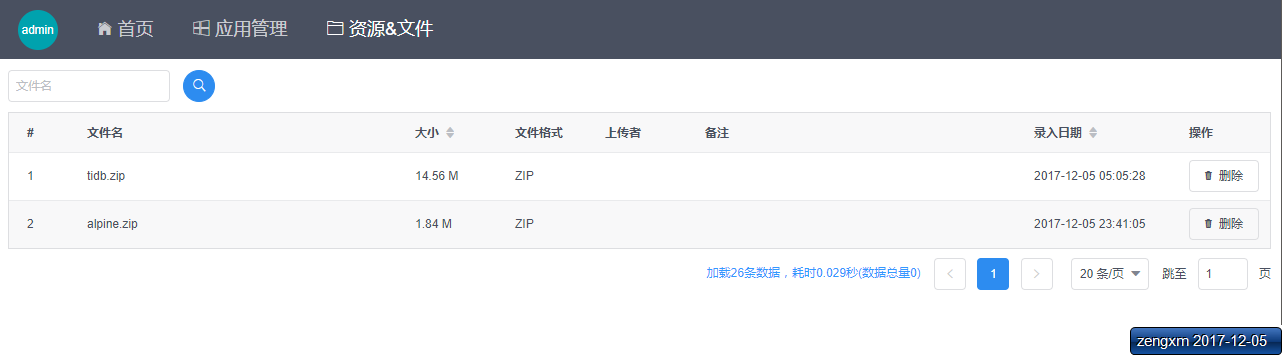 admin 首页 应用管理 资源&文件
文件名
# 文件名 大小 文件格式 上传者 备注 录入日期 操作
1 tidb.zip 14.56 M ZIP 2017-12-05 05:05:28 删除
2 alpine.zip 1.84 M ZIP 2017-12-05 23:41:05 删除
加载26条数据，耗时0.029秒(数据总量0) 1 20 条/页 跳至 1 页
zengxm 2017-12-05